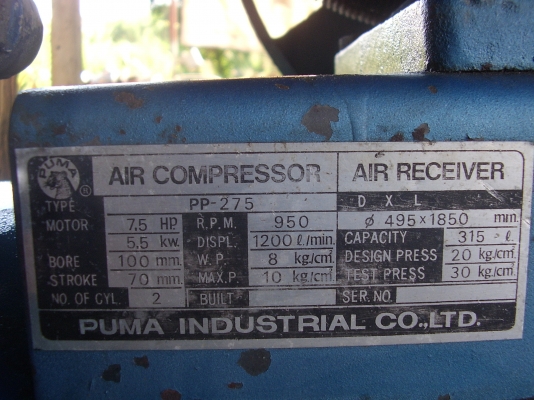 PUMA ®
AIR COMPRESSOR AIR RECEIVER
TYPE PP-275 D X L
MOTOR 7.5 HP R.P.M. 950 ø 495×1850 mm.
5.5 kw. DISPL. 1200 ℓ/min. CAPACITY 315 ℓ
BORE 100 mm. W.P. 8 kg/cm² DESIGN PRESS 20 kg/cm²
STROKE 70 mm. MAX.P. 10 kg/cm² TEST PRESS 30 kg/cm²
NO. OF CYL. 2 BUILT SER.NO.
PUMA INDUSTRIAL CO.,LTD.